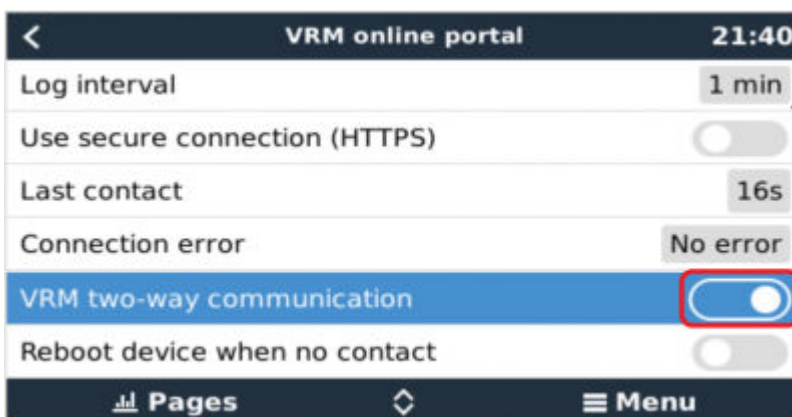 VRM online portal 21:40
Log interval 1 min
Use secure connection (HTTPS)
Last contact 16s
Connection error No error
VRM two-way communication
Reboot device when no contact
Pages Menu